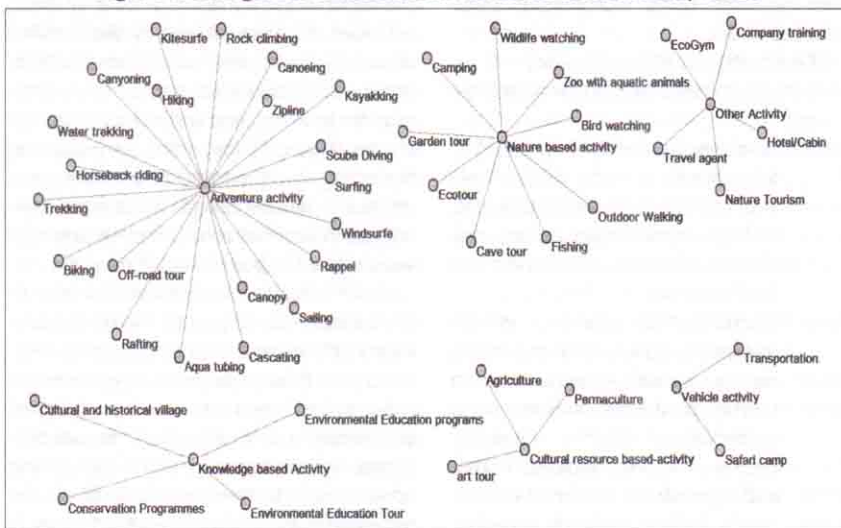 Kitesurfe
Rock climbing
Canyoning
Canoeing
Hiking
Zipline
Kayakking
Water trekking
Scuba Diving
Horseback riding
Surfing
Adventure activity
Trekking
Windsurfe
Rappel
Biking
Off-road tour
Canopy
Sailing
Rafting
Aqua tubing
Cascating
Wildlife watching
Camping
Zoo with aquatic animals
Bird watching
Garden tour
Nature based activity
Ecotour
Outdoor Walking
Cave tour
Fishing
Company training
EcoGym
Other Activity
Hotel/Cabin
Travel agent
Nature Tourism
Cultural and historical village
Environmental Education programs
Knowledge based Activity
Conservation Programmes
Environmental Education Tour
Agriculture
Permaculture
Cultural resource based-activity
art tour
Transportation
Vehicle activity
Safari camp